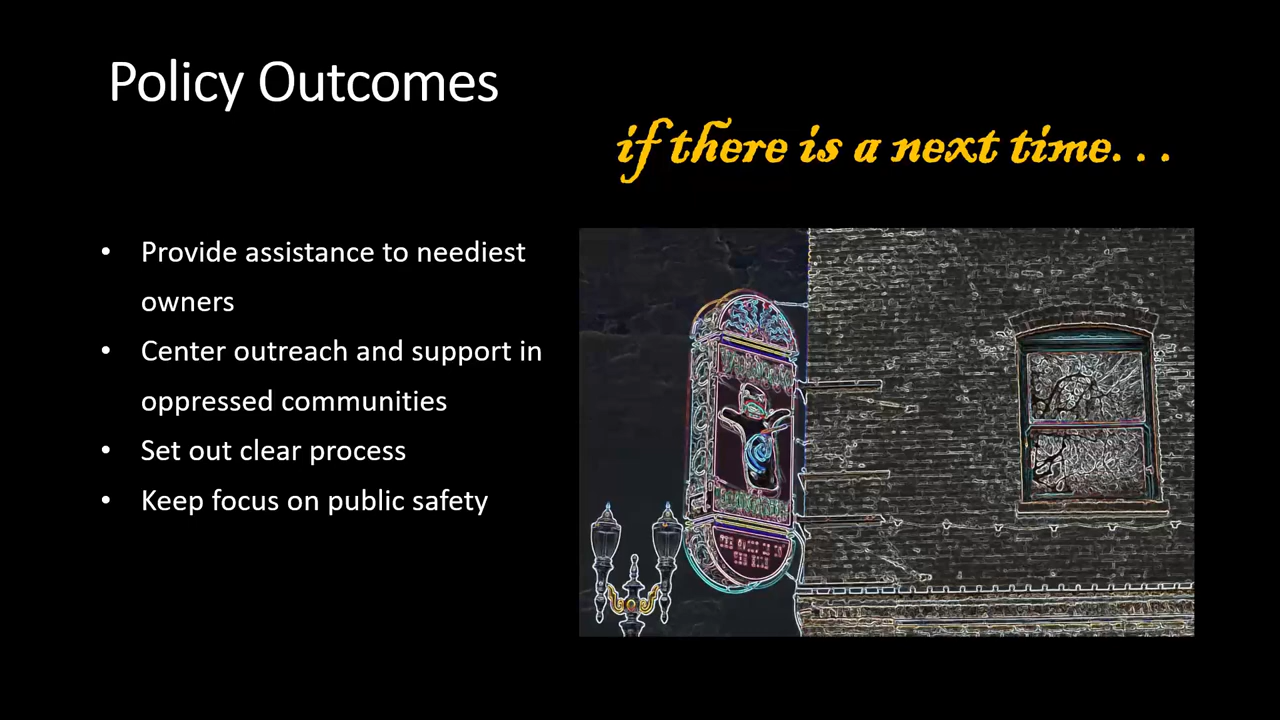 Policy Outcomes
if there is a next time. . .
• Provide assistance to neediest
owners
• Center outreach and support in
oppressed communities
• Set out clear process
• Keep focus on public safety